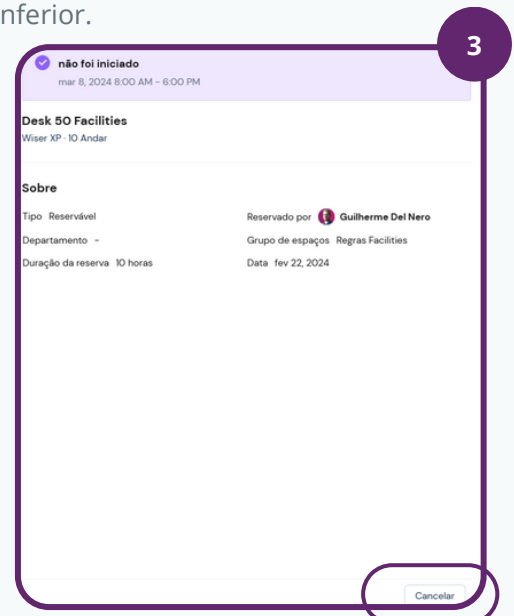 nferior.
3
não foi iniciado
mar 8, 2024 8:00 AM - 6:00 PM
Desk 50 Facilities
Wiser XP · 10 Andar
Sobre
Tipo Reservável
Reservado por Guilherme Del Nero
Departamento -
Grupo de espaços Regras Facilities
Duração da reserva 10 horas
Data fev 22, 2024
Cancelar